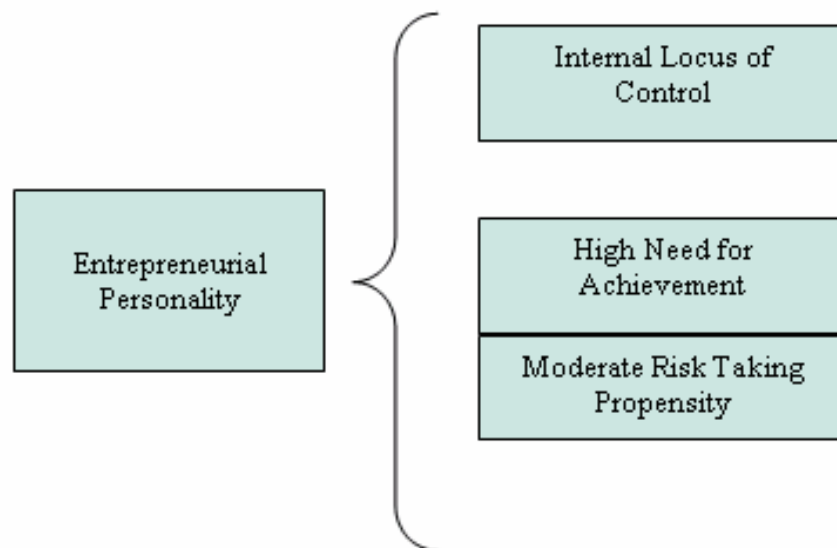 Internal Locus of
Control
Entrepreneurial
Personality
High Need for
Achievement
Moderate Risk Taking
Propensity